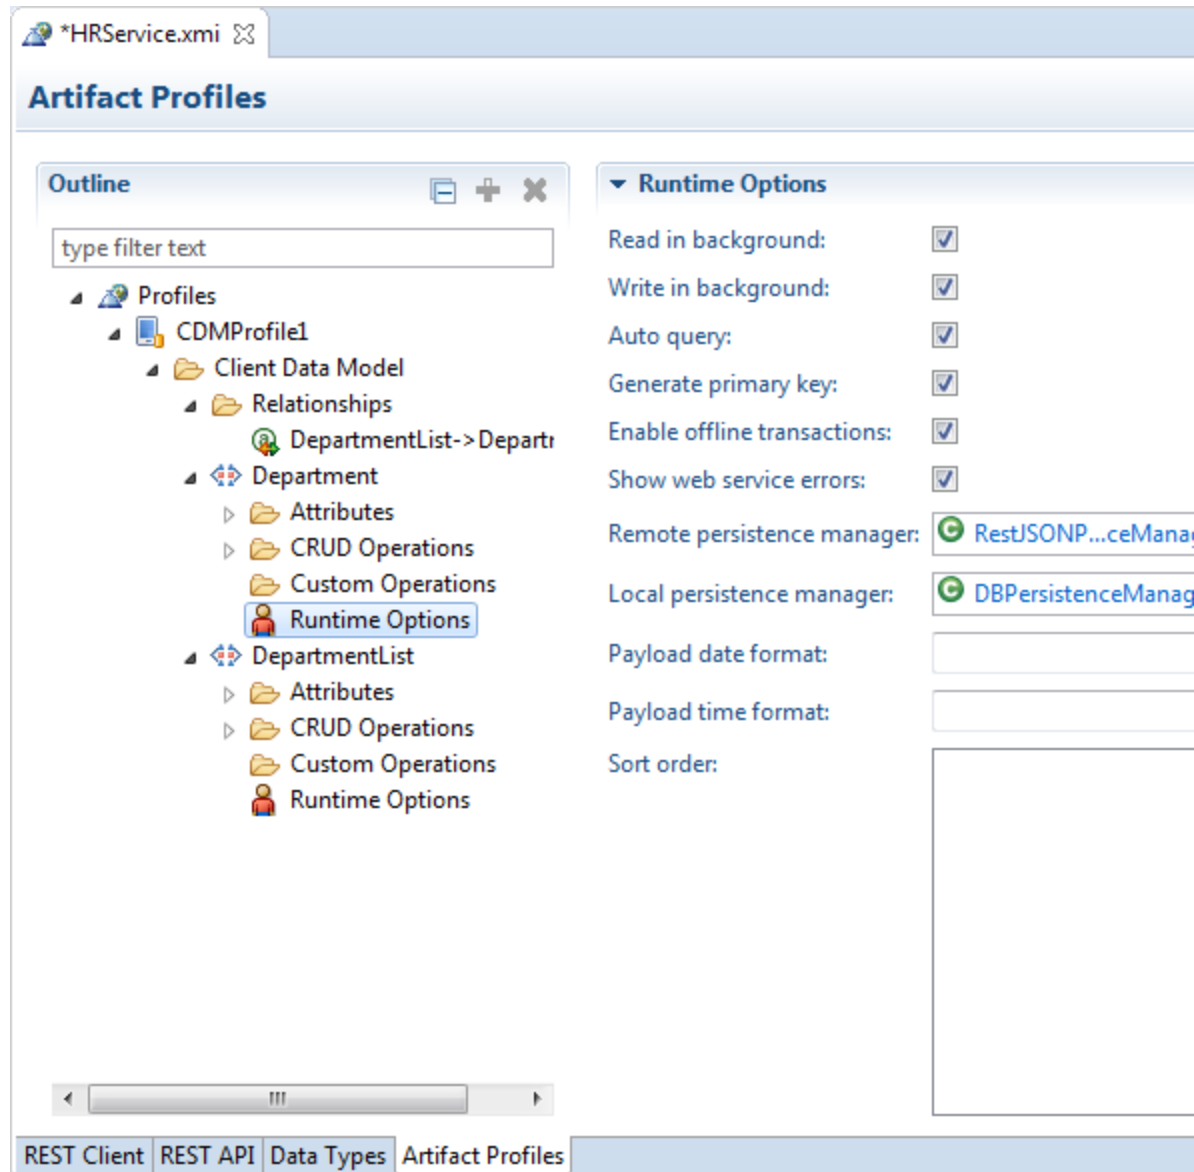 *HRService.xmi
Artifact Profiles
Outline
type filter text
Profiles
CDMProfile1
Client Data Model
Relationships
DepartmentList->Departr
Department
Attributes
CRUD Operations
Custom Operations
Runtime Options
DepartmentList
Attributes
CRUD Operations
Custom Operations
Runtime Options
Runtime Options
Read in background:
Write in background:
Auto query:
Generate primary key:
Enable offline transactions:
Show web service errors:
Remote persistence manager: RestJSONP...ceManag
Local persistence manager: DBPersistenceManag
Payload date format:
Payload time format:
Sort order:
REST Client REST API Data Types Artifact Profiles